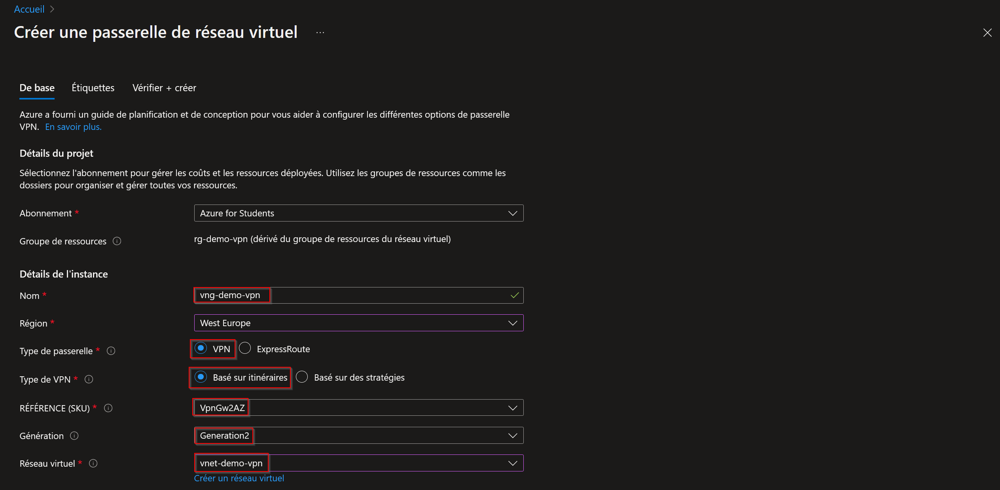 Accueil
Créer une passerelle de réseau virtuel ...
De base Étiquettes Vérifier + créer
Azure a fourni un guide de planification et de conception pour vous aider à configurer les différentes options de passerelle
VPN. En savoir plus.
Détails du projet
Sélectionnez l'abonnement pour gérer les coûts et les ressources déployées. Utilisez les groupes de ressources comme les
dossiers pour organiser et gérer toutes vos ressources.
Abonnement * Azure for Students
Groupe de ressources rg-demo-vpn (dérivé du groupe de ressources du réseau virtuel)
Détails de l'instance
Nom * vng-demo-vpn
Région * West Europe
Type de passerelle * VPN ExpressRoute
Type de VPN * Basé sur itinéraires Basé sur des stratégies
RÉFÉRENCE (SKU) * VpnGw2AZ
Génération Generation2
Réseau virtuel * vnet-demo-vpn
Créer un réseau virtuel